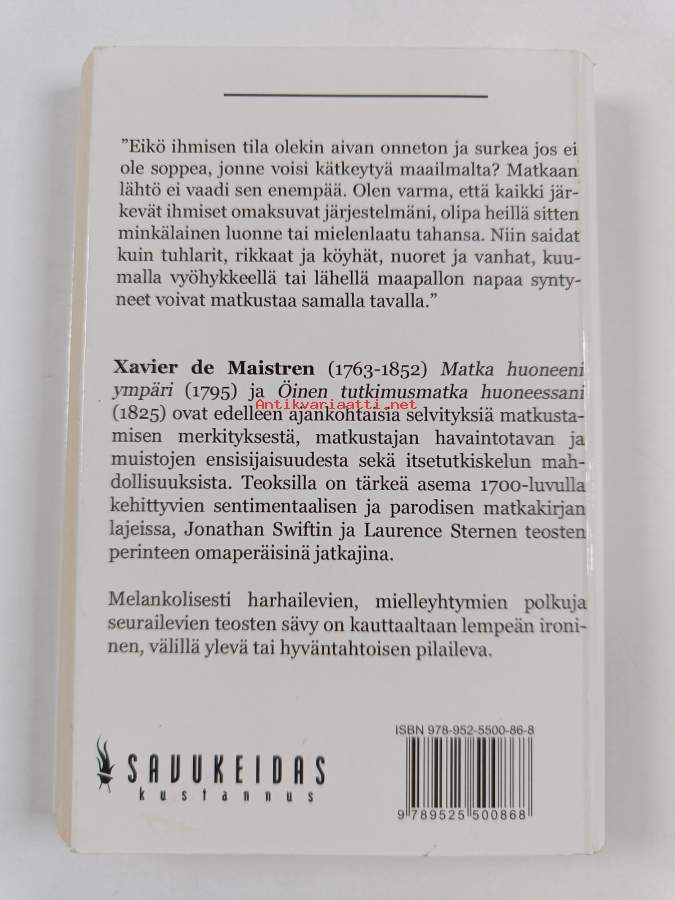 ”Eikö ihmisen tila olekin aivan onneton ja surkea jos ei
ole soppea, jonne voisi kätkeytyä maailmalta? Matkaan
lähtö ei vaadi sen enempää. Olen varma, että kaikki jär-
kevät ihmiset omaksuvat järjestelmäni, olipa heillä sitten
minkälainen luonne tai mielenlaatu tahansa. Niin saidat
kuin tuhlarit, rikkaat ja köyhät, nuoret ja vanhat, kuu-
malla vyöhykkeellä tai lähellä maapallon napaa synty-
neet voivat matkustaa samalla tavalla.”
Xavier de Maistren (1763-1852) Matka huoneeni
ympäri (1795) ja Öinen tutkimusmatka huoneessani
Antikvariaatti.net
(1825) ovat edelleen ajankohtaisia selvityksiä matkusta-
misen merkityksestä, matkustajan havaintotavan ja
muistojen ensisijaisuudesta sekä itsetutkiskelun mah-
dollisuuksista. Teoksilla on tärkeä asema 1700-luvulla
kehittyvien sentimentaalisen ja parodisen matkakirjan
lajeissa, Jonathan Swiftin ja Laurence Sternen teosten
perinteen omaperäisinä jatkajina.
Melankolisesti harhailevien, mielleyhtymien polkuja
seurailevien teosten sävy on kauttaaltaan lempeän ironi-
nen, välillä ylevä tai hyväntahtoisen pilaileva.
ISBN 978-952-5500-86-8
SAVUKEIDAS
kustannus
9 789525 500868